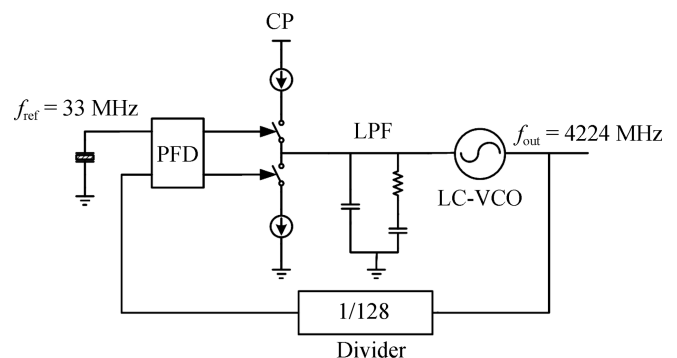 CP
f_ref = 33 MHz
PFD
LPF
f_out = 4224 MHz
LC-VCO
1/128
Divider